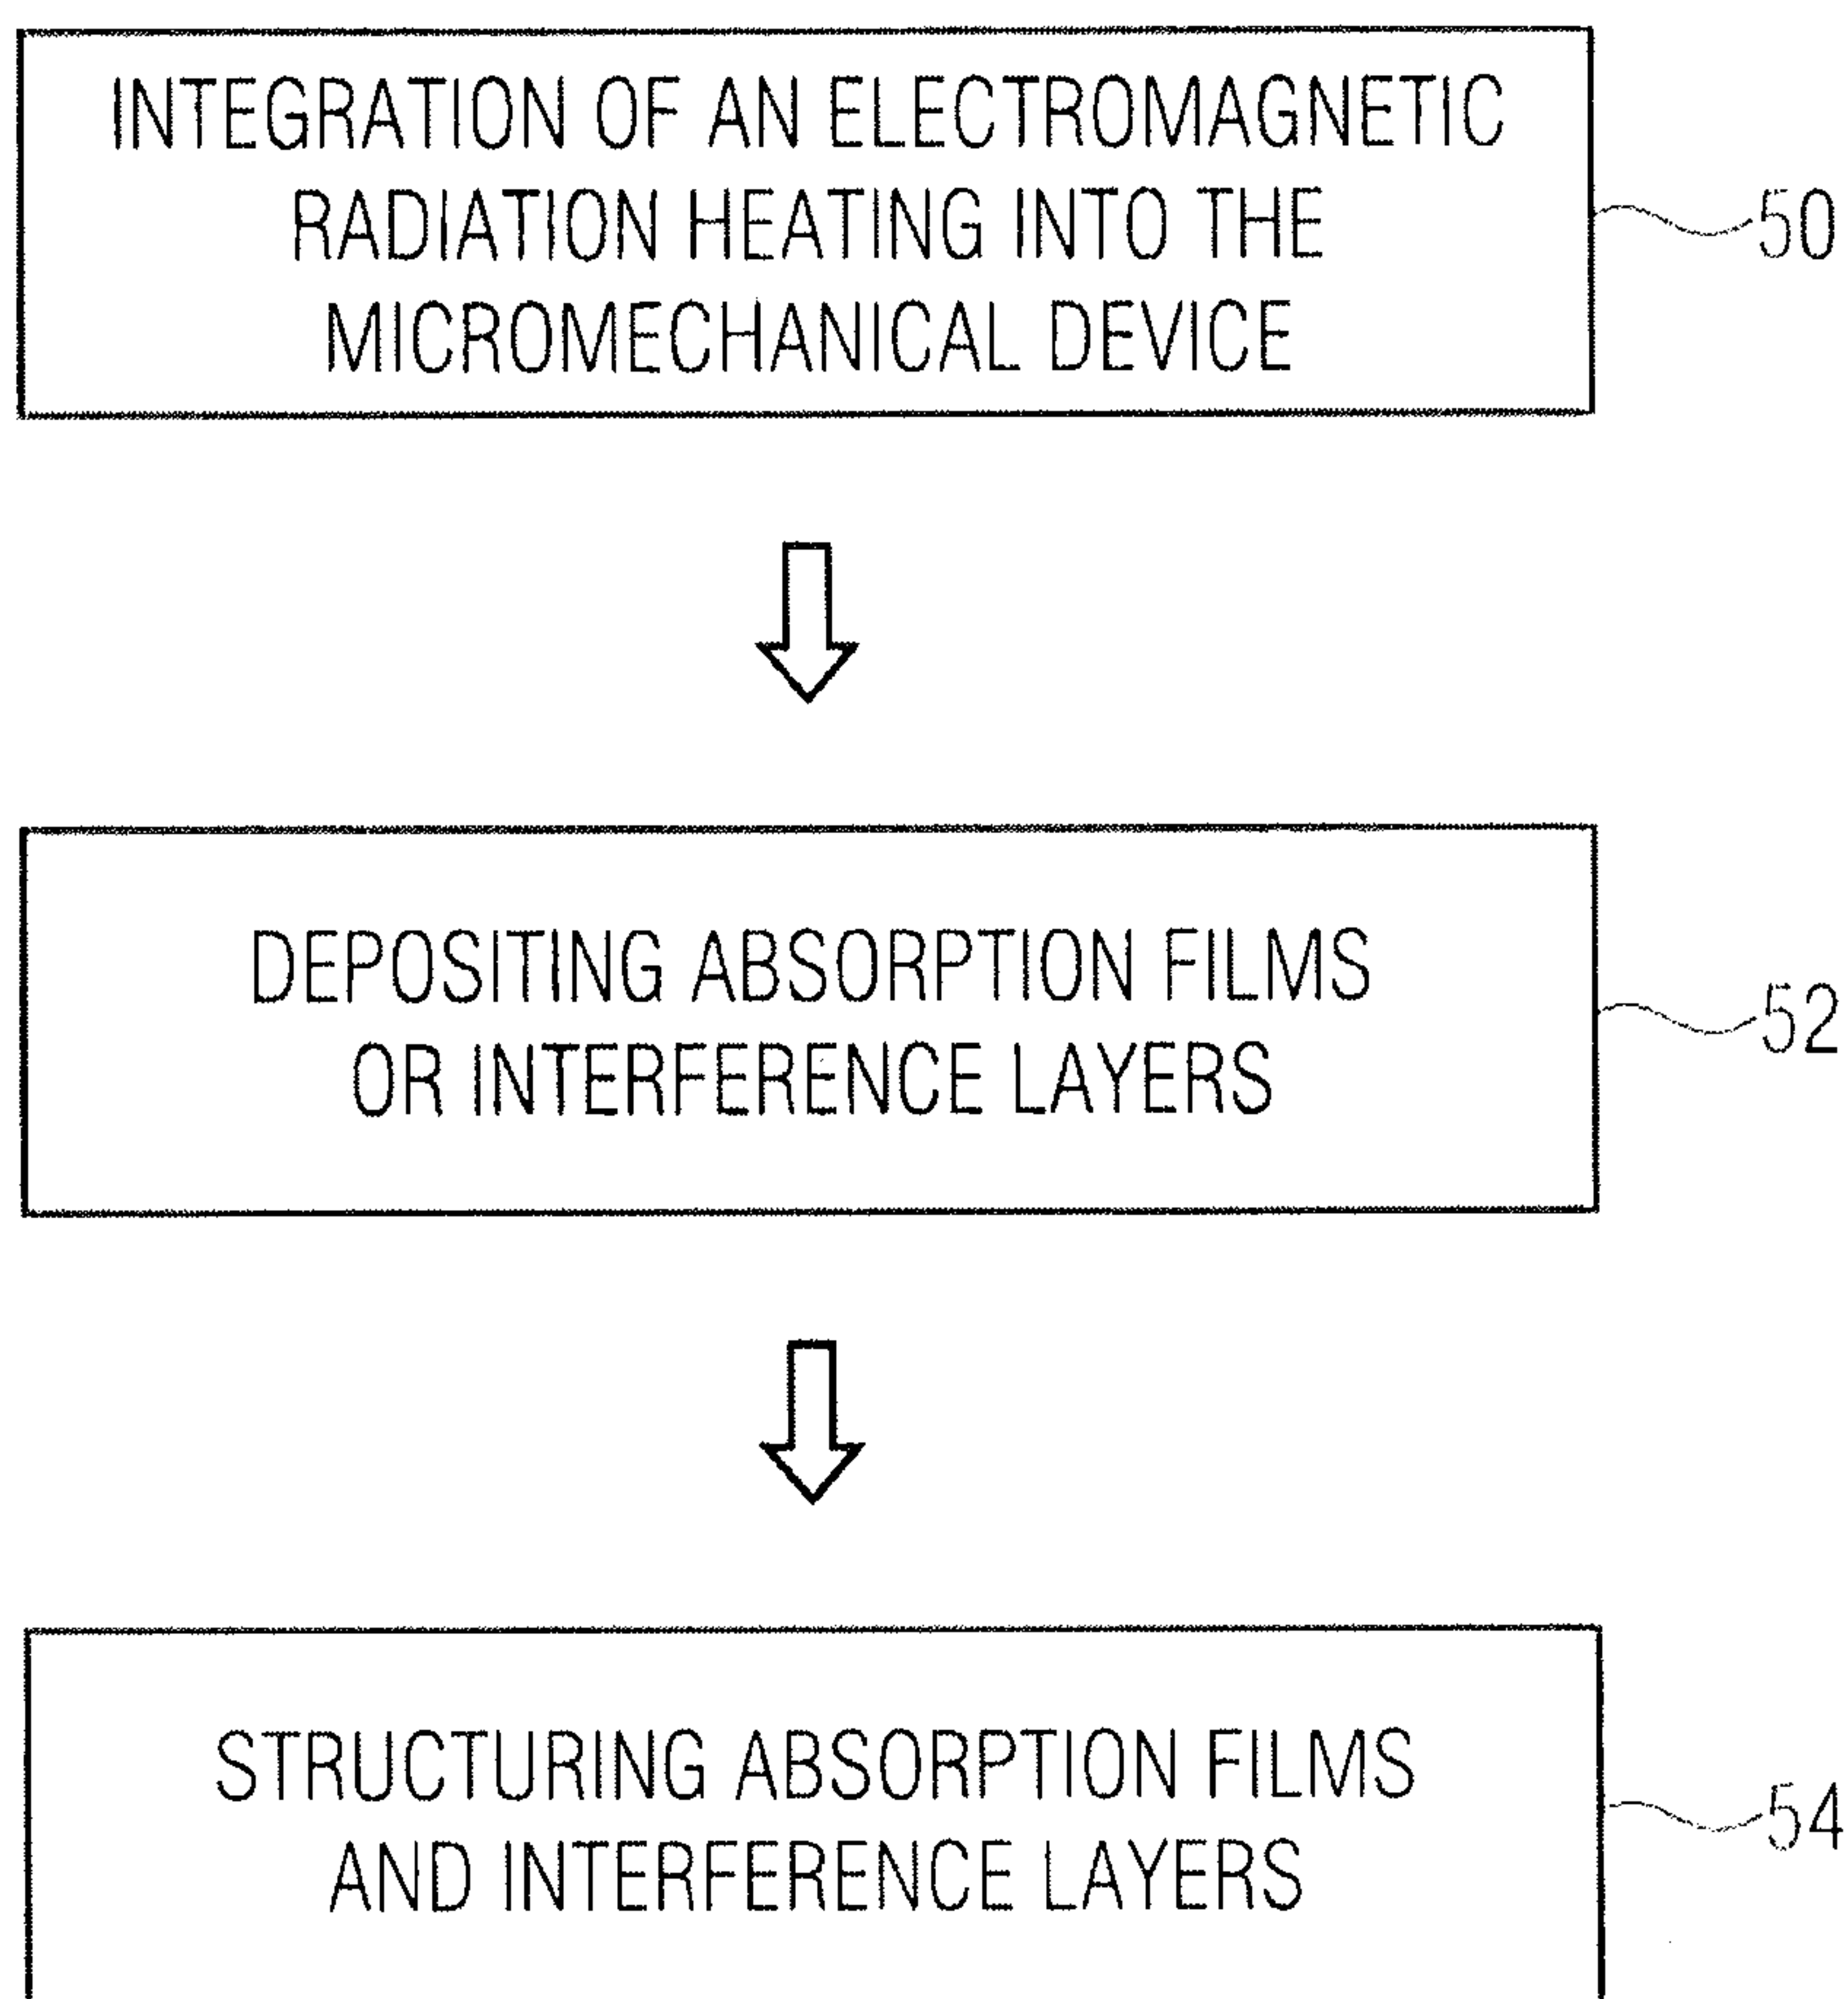 INTEGRATION OF AN ELECTROMAGNETIC
RADIATION HEATING INTO THE
MICROMECHANICAL DEVICE
50
DEPOSITING ABSORPTION FILMS
OR INTERFERENCE LAYERS
52
STRUCTURING ABSORPTION FILMS
AND INTERFERENCE LAYERS
54